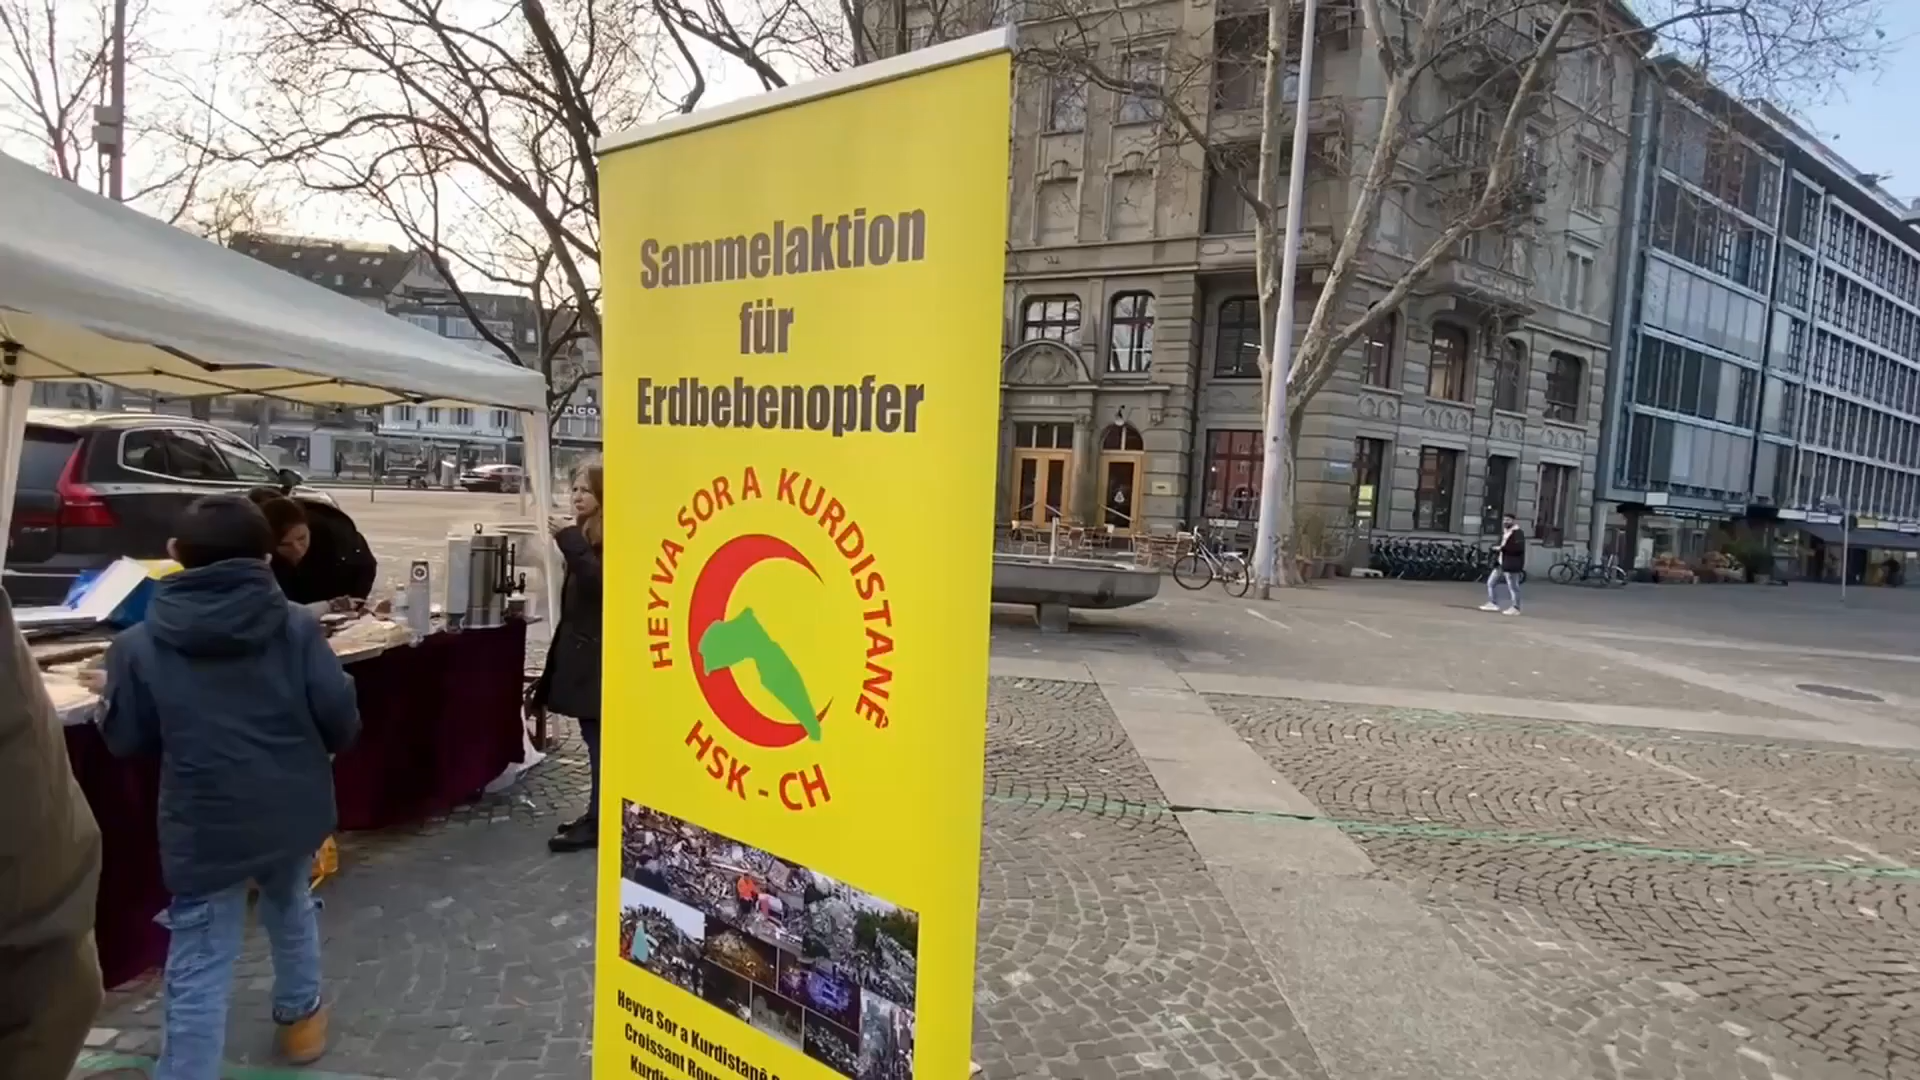 Sammelaktion
für
Erdbebenopfer
HEYVA SOR A KURDISTANÊ
HSK - CH
Heyva Sor a Kurdistanê
Croissant